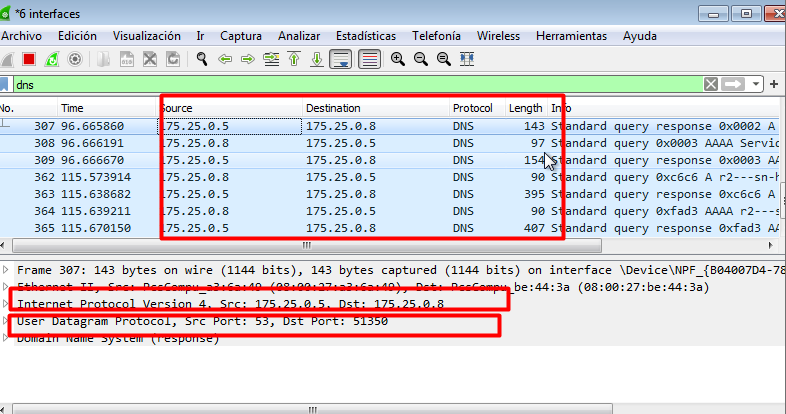 *6 interfaces
Archivo Edición Visualización Ir Captura Analizar Estadísticas Telefonía Wireless Herramientas Ayuda
dns
No. Time Source Destination Protocol Length Info
307 96.665860 175.25.0.5 175.25.0.8 DNS 143 Standard query response 0x0002 A
308 96.666191 175.25.0.8 175.25.0.5 DNS 97 Standard query 0x0003 AAAA Servic
309 96.666670 175.25.0.5 175.25.0.8 DNS 154 Standard query response 0x0003 AA
362 115.573914 175.25.0.8 175.25.0.5 DNS 90 Standard query 0xc6c6 A r2---sn-h
363 115.638682 175.25.0.5 175.25.0.8 DNS 395 Standard query response 0xc6c6 A
364 115.639211 175.25.0.8 175.25.0.5 DNS 90 Standard query 0xfad3 AAAA r2---s
365 115.670150 175.25.0.5 175.25.0.8 DNS 407 Standard query response 0xfad3 AA
Frame 307: 143 bytes on wire (1144 bits), 143 bytes captured (1144 bits) on interface \Device\NPF_{B04007D4-78
Ethernet II, Src: PcsCompu_a3:6a:49 (08:00:27:a3:6a:49), Dst: PcsCompu_be:44:3a (08:00:27:be:44:3a)
Internet Protocol Version 4, Src: 175.25.0.5, Dst: 175.25.0.8
User Datagram Protocol, Src Port: 53, Dst Port: 51350
Domain Name System (response)